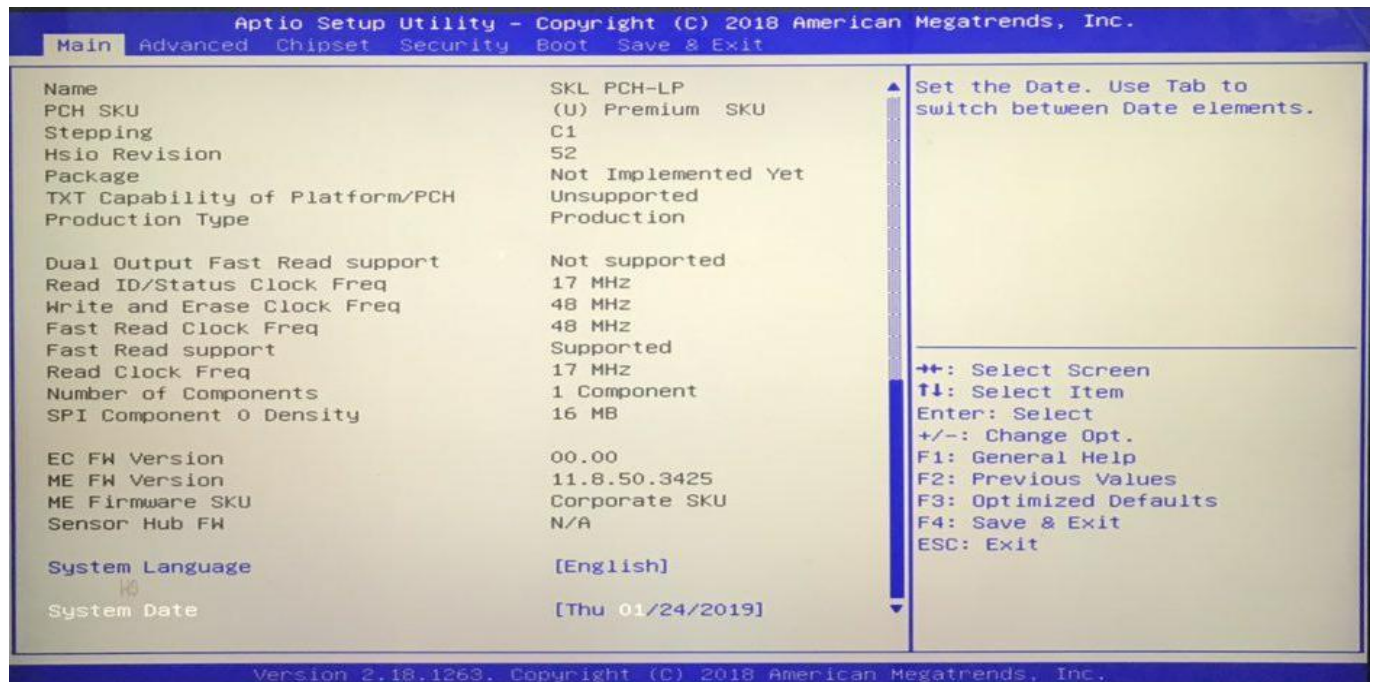 Aptio Setup Utility – Copyright (C) 2018 American Megatrends, Inc.
Main Advanced Chipset Security Boot Save & Exit
Name SKL PCH-LP
PCH SKU (U) Premium SKU
Stepping C1
Hsio Revision 52
Package Not Implemented Yet
TXT Capability of Platform/PCH Unsupported
Production Type Production
Dual Output Fast Read support Not supported
Read ID/Status Clock Freq 17 MHz
Write and Erase Clock Freq 48 MHz
Fast Read Clock Freq 48 MHz
Fast Read support Supported
Read Clock Freq 17 MHz
Number of Components 1 Component
SPI Component 0 Density 16 MB
EC FW Version 00.00
ME FW Version 11.8.50.3425
ME Firmware SKU Corporate SKU
Sensor Hub FW N/A
System Language [English]
System Date [Thu 01/24/2019]
Set the Date. Use Tab to
switch between Date elements.
→←: Select Screen
↑↓: Select Item
Enter: Select
+/-: Change Opt.
F1: General Help
F2: Previous Values
F3: Optimized Defaults
F4: Save & Exit
ESC: Exit
Version 2.18.1263. Copyright (C) 2018 American Megatrends, Inc.